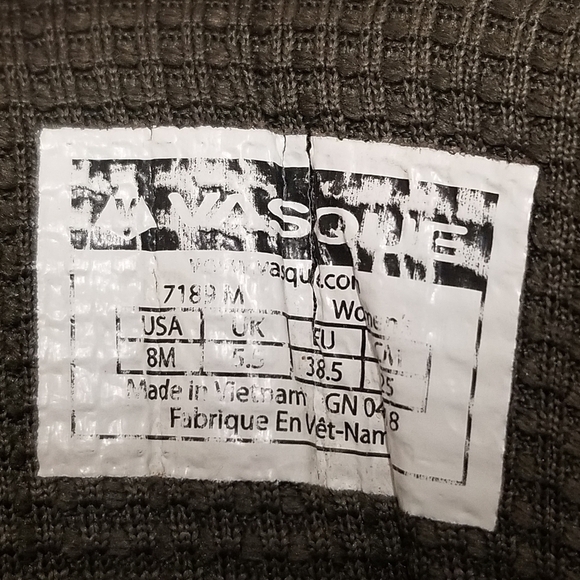 VASQUE
www.vasque.com
7189 M Women's
USA UK EU CM
8M 5.5 38.5 25
Made in Vietnam GN 048
Fabrique En Vêt-Nam